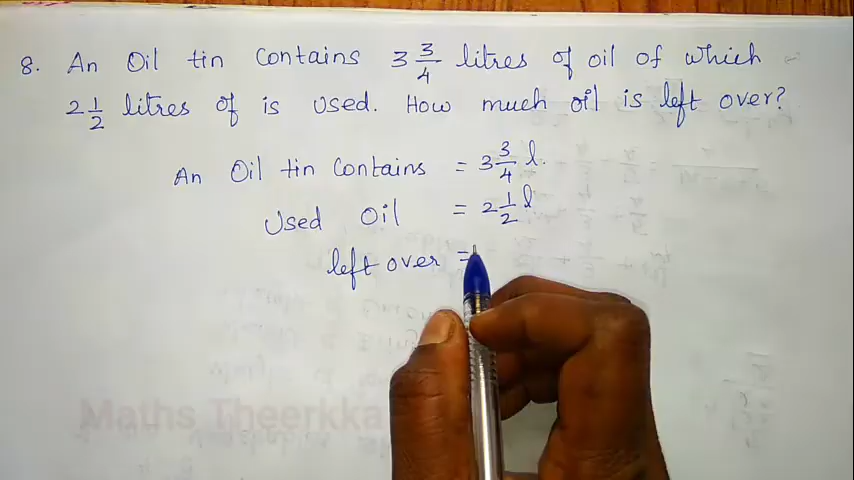 8. An Oil tin Contains 3 3/4 litres of oil of which
2 1/2 litres of is used. How much oil is left over?
An Oil tin Contains = 3 3/4 l.
Used Oil = 2 1/2 l
left over =
Maths Theerkka